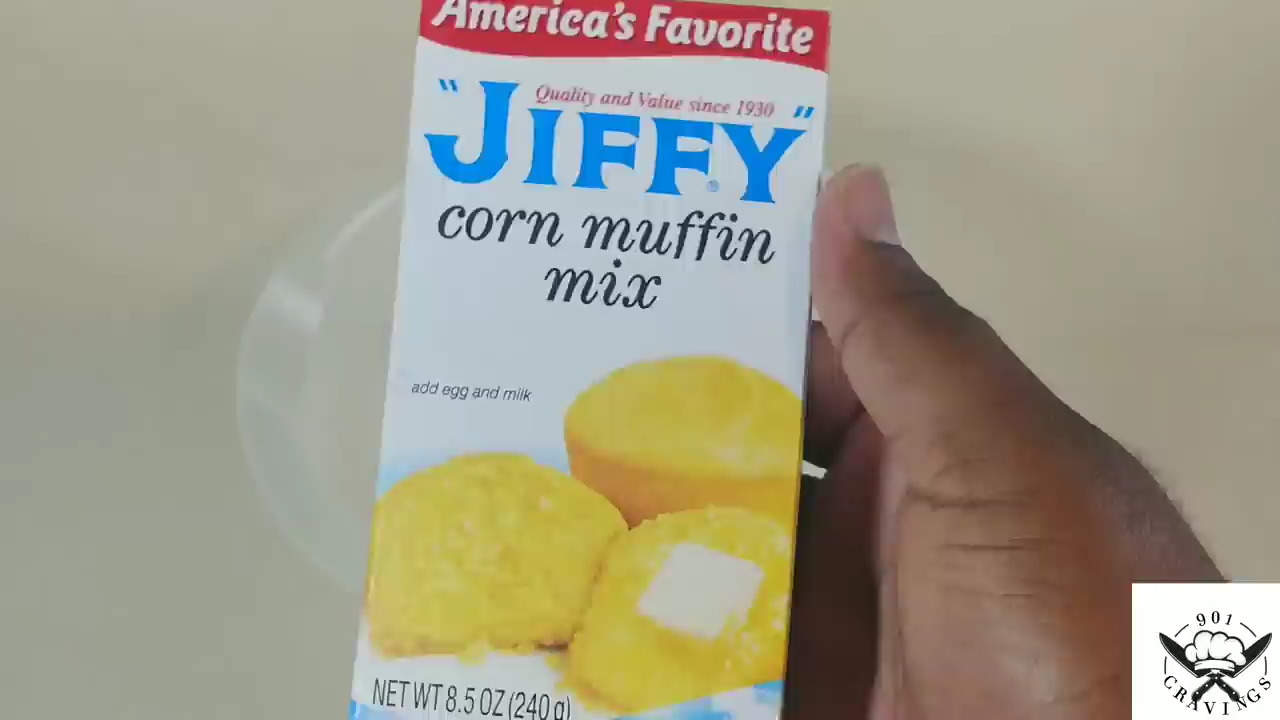 America's Favorite
Quality and Value since 1930
"JIFFY"®
corn muffin
mix
add egg and milk
NET WT 8.5 OZ (240 g)
901
CRAVINGS